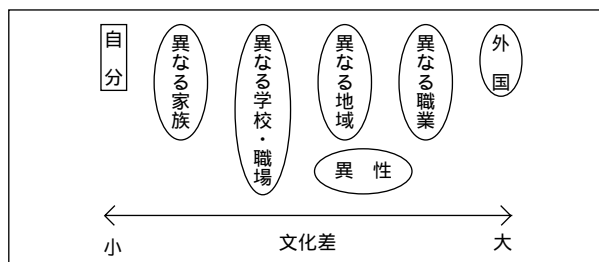 自分
異なる家族
異なる学校・職場
異なる地域
異なる職業
外国
異性
小
文化差
大